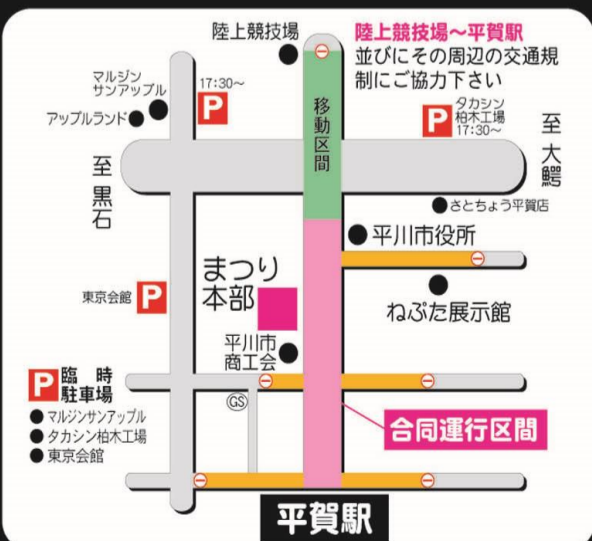 陸上競技場
陸上競技場～平賀駅
並びにその周辺の交通規
制にご協力下さい
マルジン
サンアップル
アップルランド
17:30～
P
移動区間
P
タカシン
柏木工場
17:30～
至黒石
至大鰐
さとちょう平賀店
平川市役所
まつり
本部
東京会館
P
ねぷた展示館
平川市
商工会
P
臨時
駐車場
マルジンサンアップル
タカシン柏木工場
東京会館
GS
合同運行区間
平賀駅